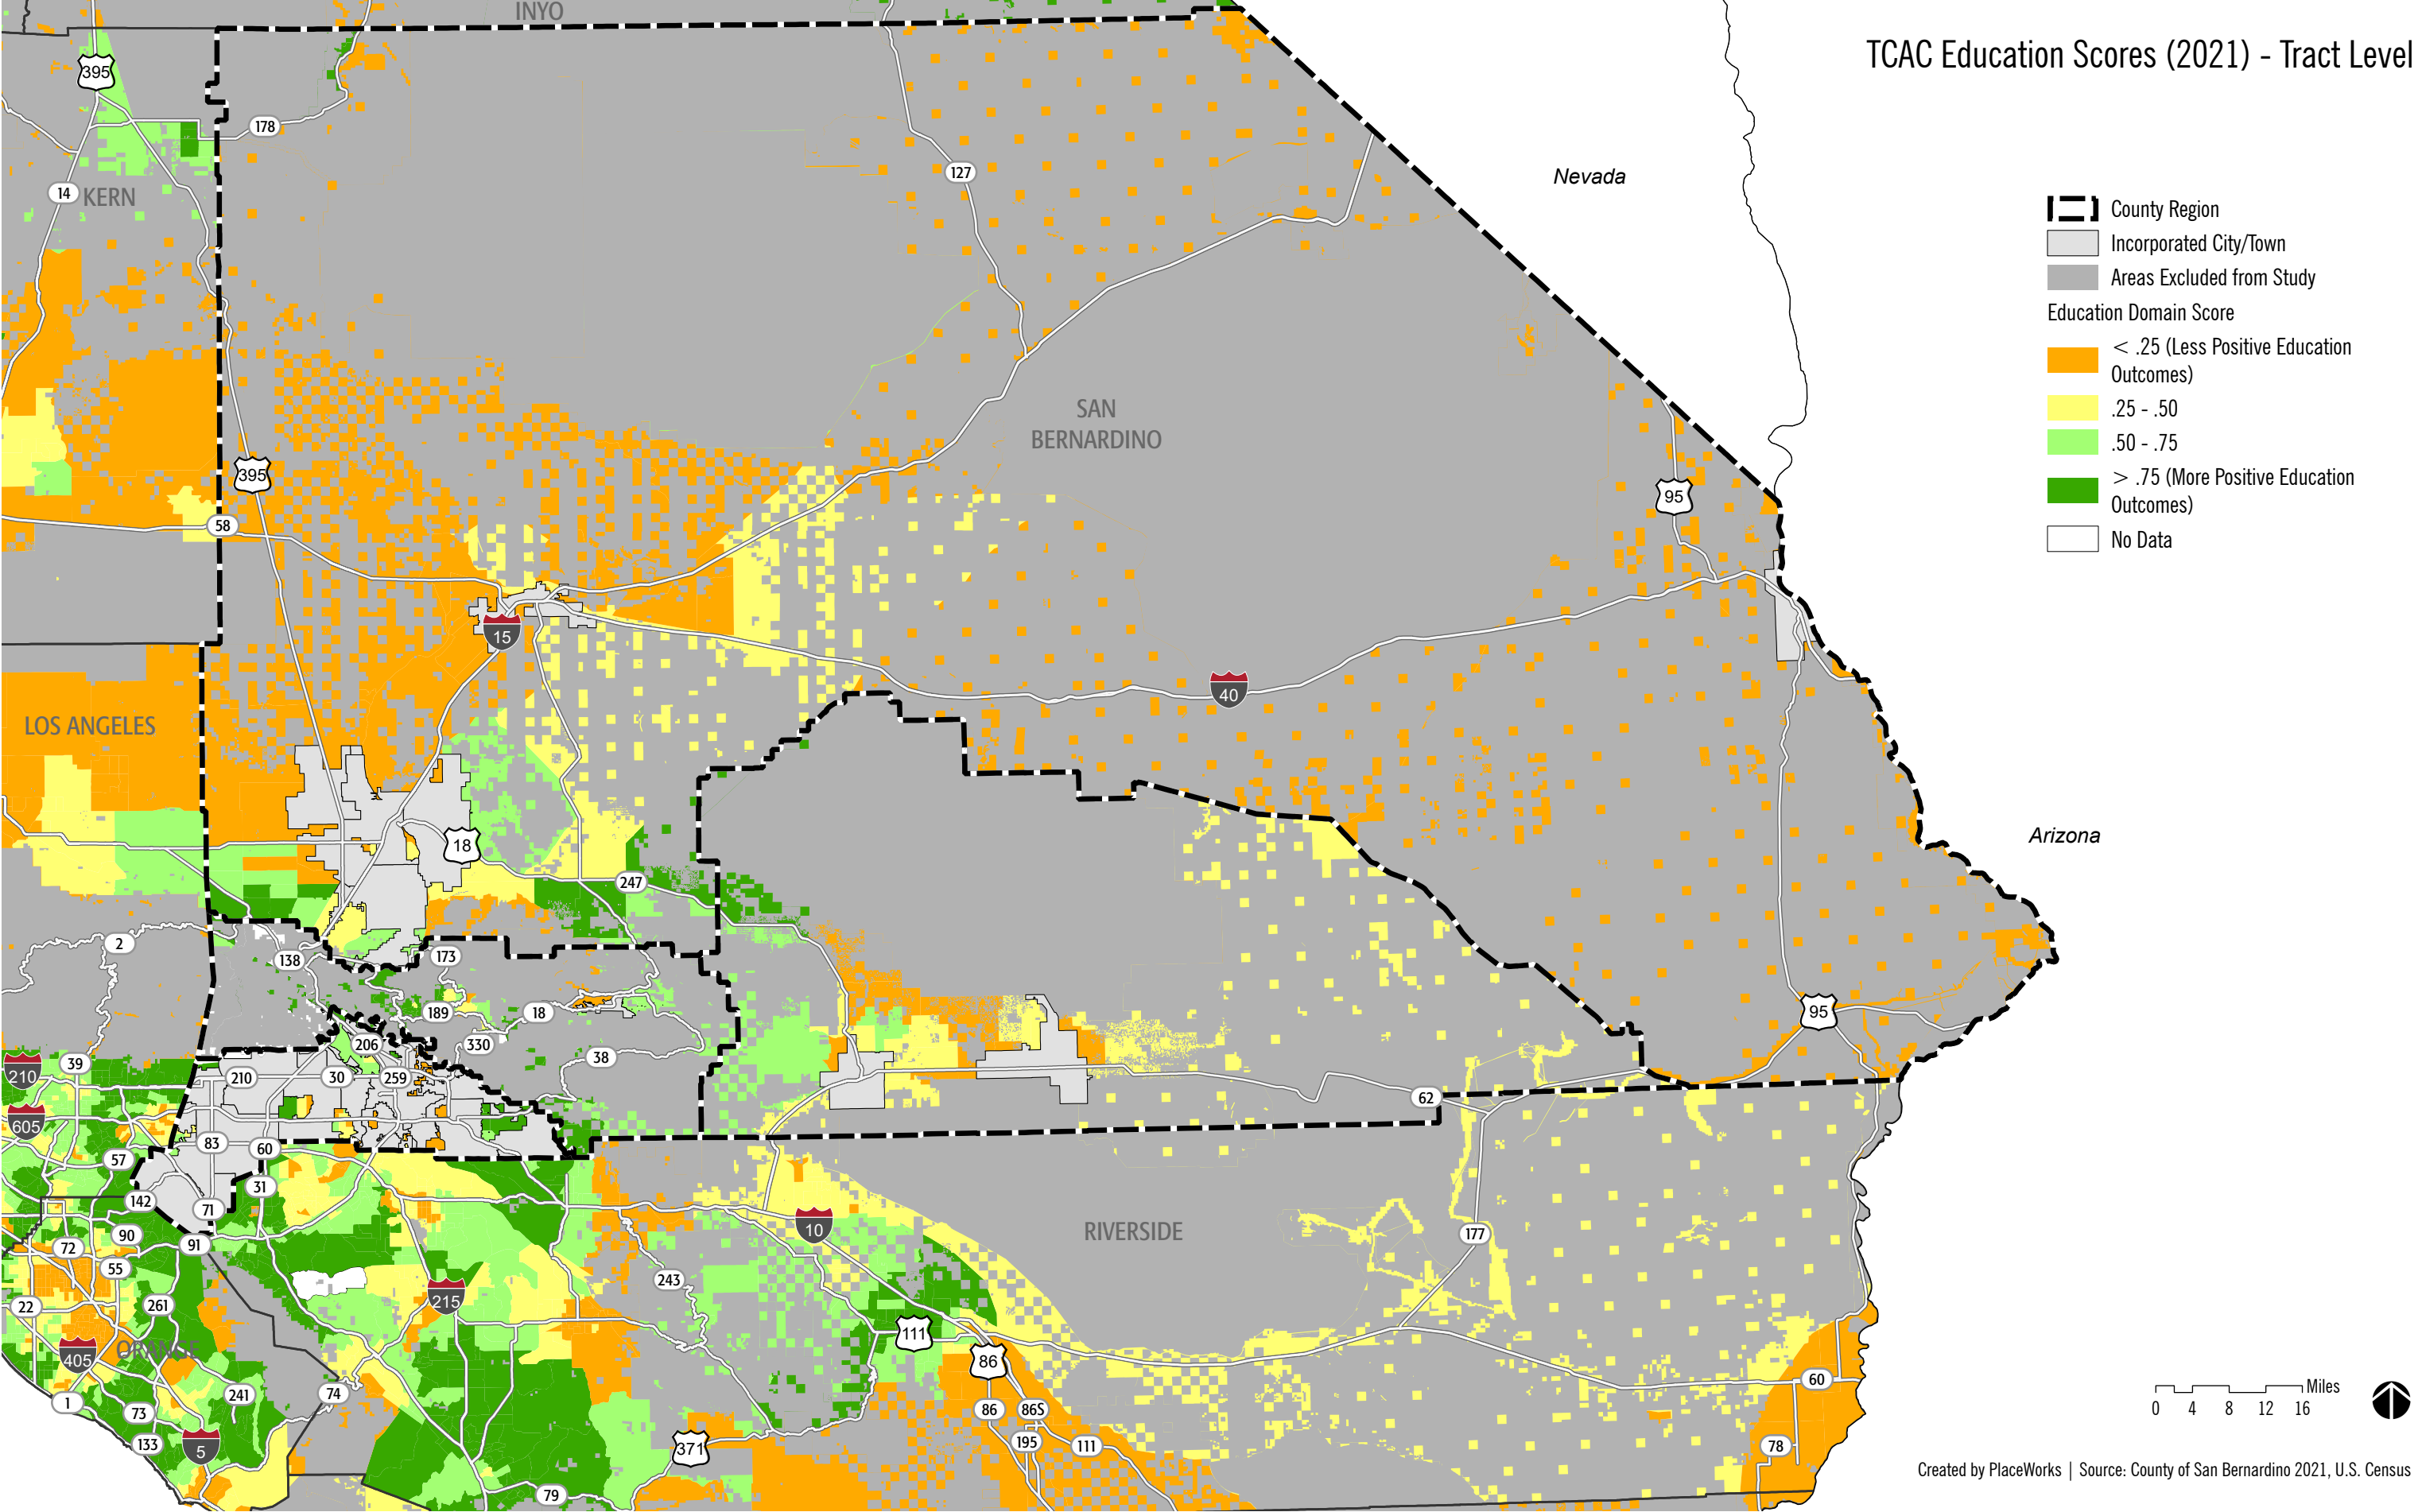 TCAC Education Scores (2021) - Tract Level
County Region
Incorporated City/Town
Areas Excluded from Study
Education Domain Score
< .25 (Less Positive Education
Outcomes)
.25 - .50
.50 - .75
> .75 (More Positive Education
Outcomes)
No Data
INYO
395
178
127
14
KERN
Nevada
SAN
BERNARDINO
395
95
58
15
40
LOS ANGELES
18
Arizona
247
2
138
173
189
18
95
206
330
38
39
210
210
30
259
62
605
83
60
57
31
142
71
10
RIVERSIDE
177
90
91
72
55
243
215
22
261
111
ORANGE
405
86
60
241
74
1
73
86
86S
133
5
195
111
371
78
79
Miles
0 4 8 12 16
Created by PlaceWorks | Source: County of San Bernardino 2021, U.S. Census